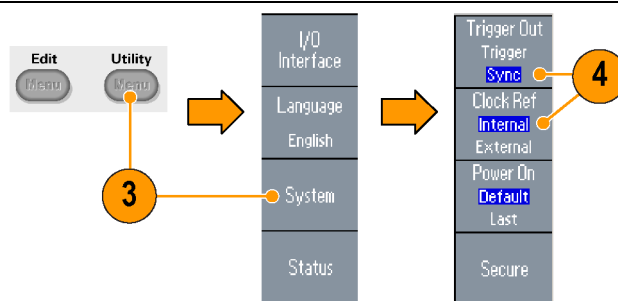 Edit
Utility
Menu
Menu
3
I/O
Interface
Language
English
System
Status
Trigger Out
Trigger
Sync
Clock Ref
Internal
External
Power On
Default
Last
Secure
4